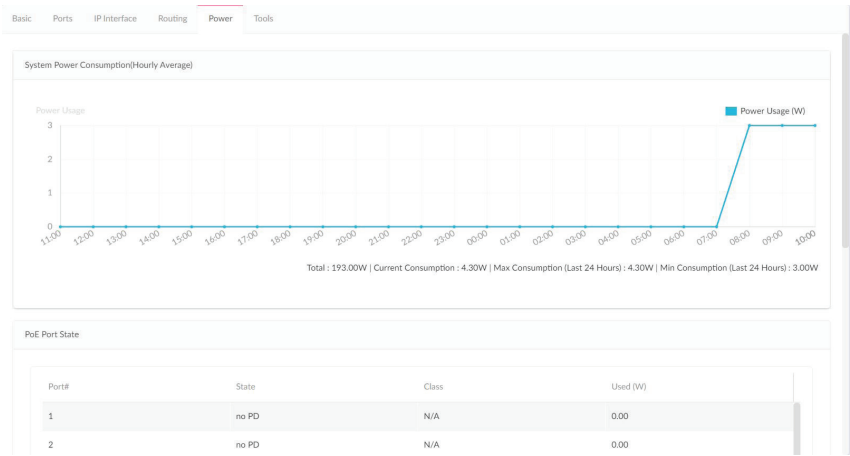 Basic Ports IP Interface Routing Power Tools
System Power Consumption(Hourly Average)
Power Usage
Power Usage (W)
3
2
1
0
11:00 12:00 13:00 14:00 15:00 16:00 17:00 18:00 19:00 20:00 21:00 22:00 23:00 00:00 01:00 02:00 03:00 04:00 05:00 06:00 07:00 08:00 09:00 10:00
Total : 193.00W | Current Consumption : 4.30W | Max Consumption (Last 24 Hours) : 4.30W | Min Consumption (Last 24 Hours) : 3.00W
PoE Port State
Port# State Class Used (W)
1 no PD N/A 0.00
2 no PD N/A 0.00